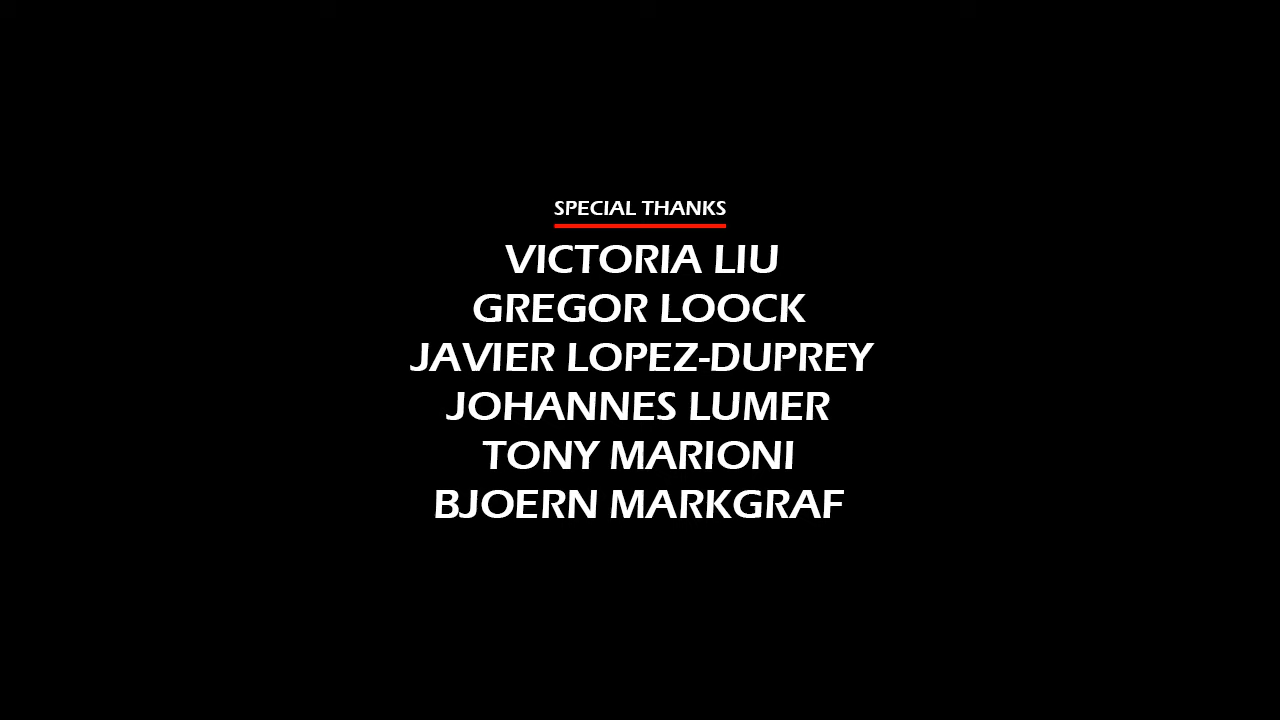 SPECIAL THANKS
VICTORIA LIU
GREGOR LOOCK
JAVIER LOPEZ-DUPREY
JOHANNES LUMER
TONY MARIONI
BJOERN MARKGRAF